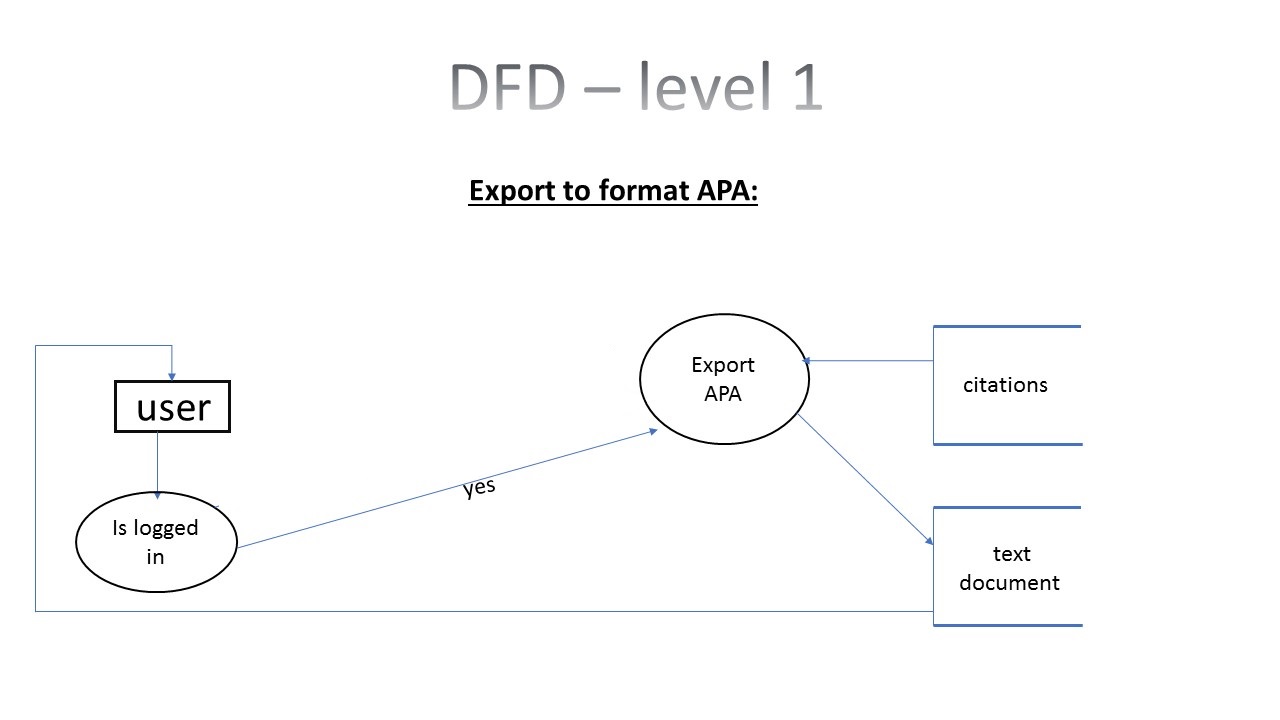 DFD – level 1
Export to format APA:
Export
APA
citations
user
yes
Is logged
in
text
document